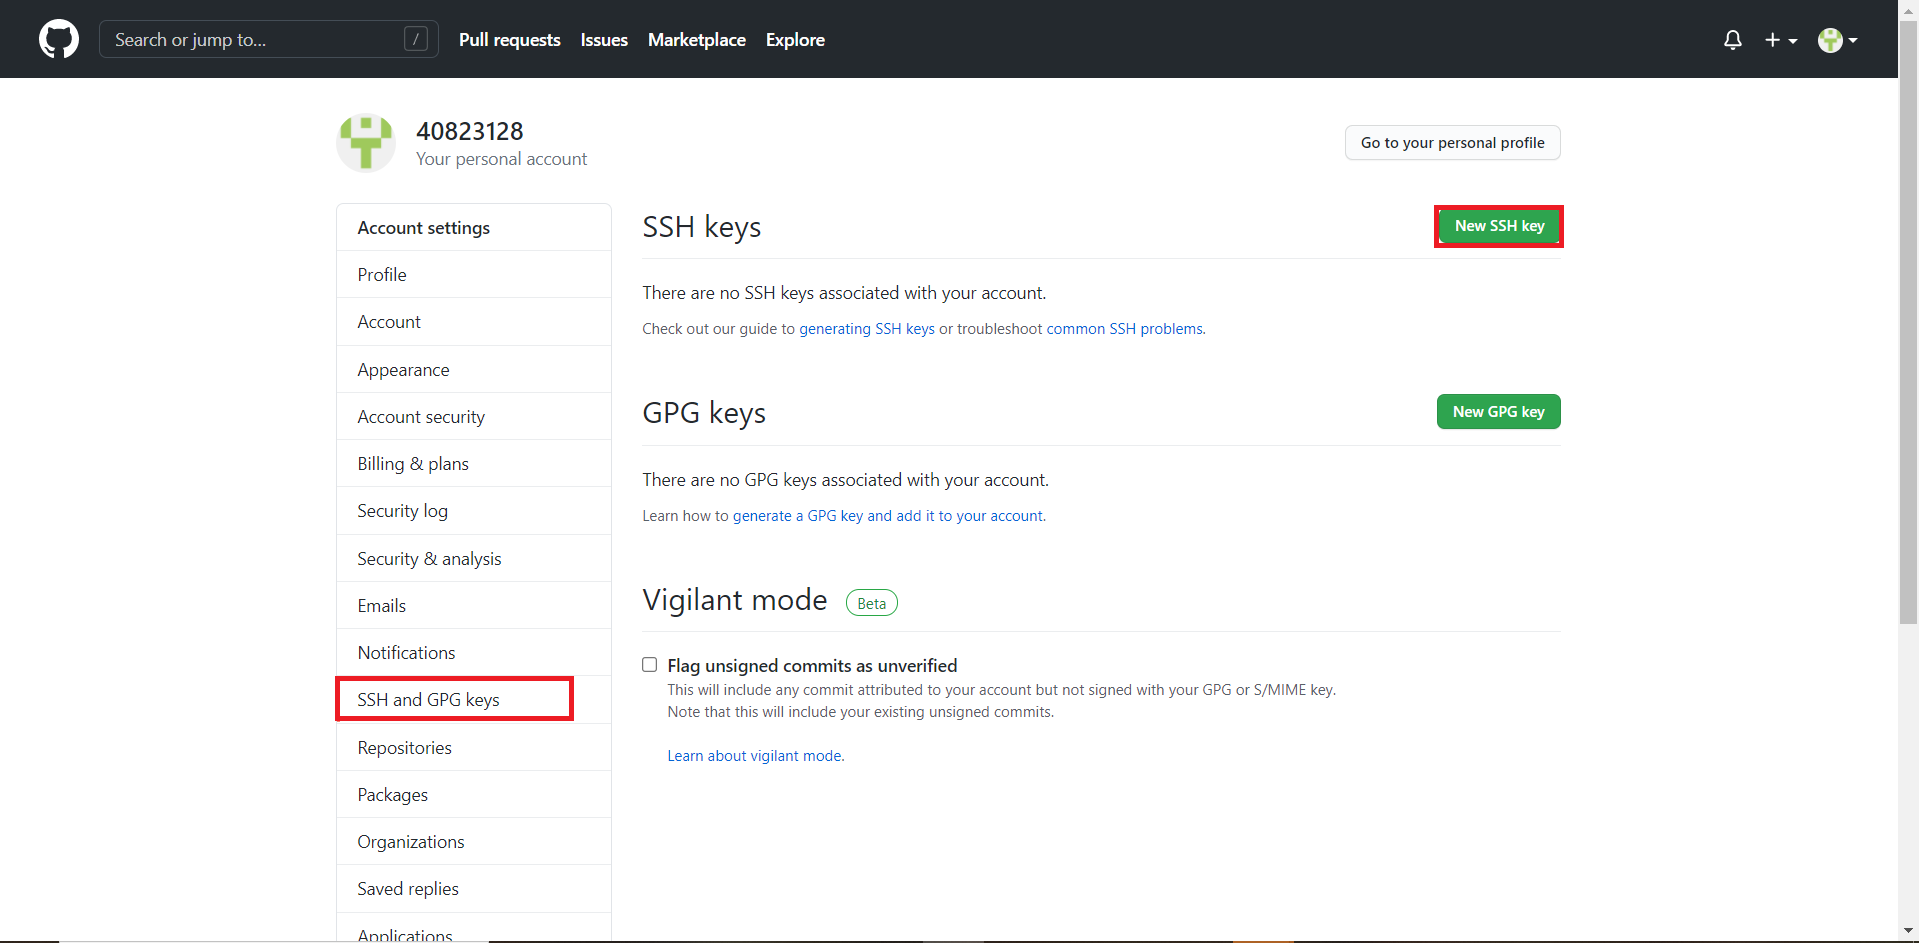 Search or jump to...
/
Pull requests
Issues
Marketplace
Explore
40823128
Your personal account
Go to your personal profile
Account settings
Profile
Account
Appearance
Account security
Billing & plans
Security log
Security & analysis
Emails
Notifications
SSH and GPG keys
Repositories
Packages
Organizations
Saved replies
Applications
SSH keys
New SSH key
There are no SSH keys associated with your account.
Check out our guide to generating SSH keys or troubleshoot common SSH problems.
GPG keys
New GPG key
There are no GPG keys associated with your account.
Learn how to generate a GPG key and add it to your account.
Vigilant mode
Beta
Flag unsigned commits as unverified
This will include any commit attributed to your account but not signed with your GPG or S/MIME key.
Note that this will include your existing unsigned commits.
Learn about vigilant mode.